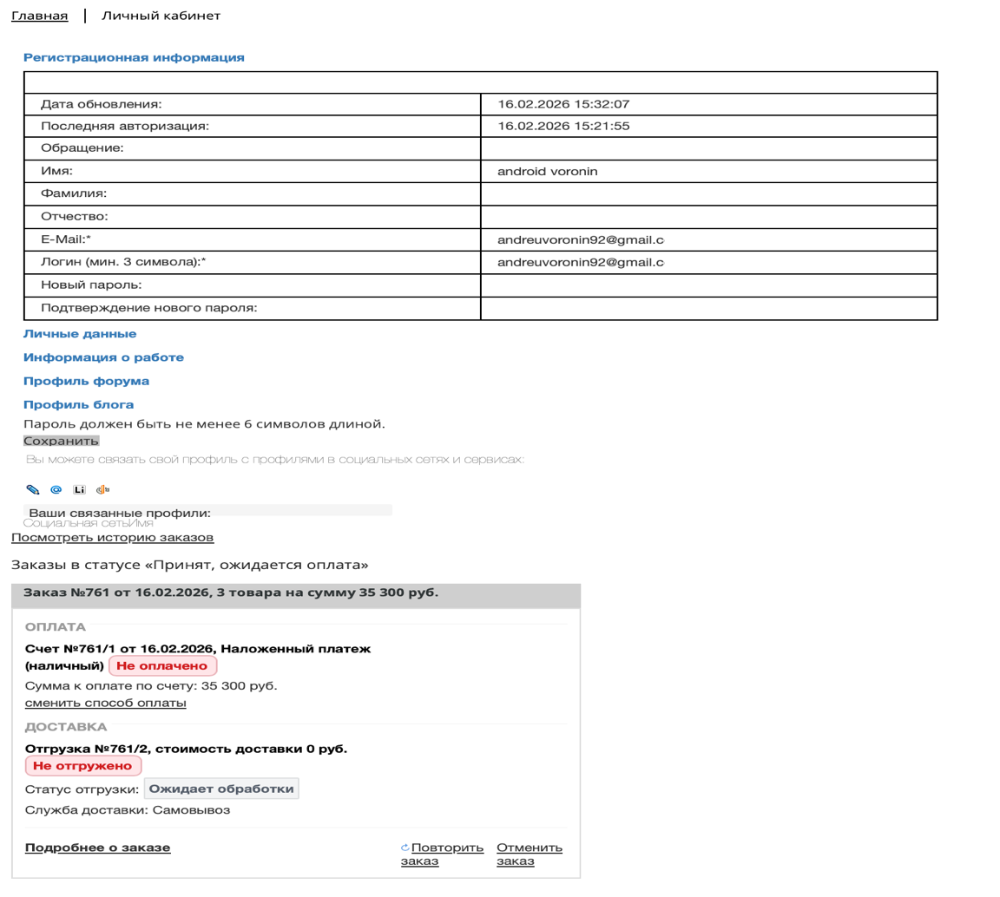 Главная | Личный кабинет
Регистрационная информация
Дата обновления: 16.02.2026 15:32:07
Последняя авторизация: 16.02.2026 15:21:55
Обращение:
Имя: android voronin
Фамилия:
Отчество:
E-Mail:* andreuvoronin92@gmail.c
Логин (мин. 3 символа):* andreuvoronin92@gmail.c
Новый пароль:
Подтверждение нового пароля:
Личные данные
Информация о работе
Профиль форума
Профиль блога
Пароль должен быть не менее 6 символов длиной.
Сохранить
Вы можете связать свой профиль с профилями в социальных сетях и сервисах:
@ Li
Ваши связанные профили:
Социальная сетьИмя
Посмотреть историю заказов
Заказы в статусе «Принят, ожидается оплата»
Заказ №761 от 16.02.2026, 3 товара на сумму 35 300 руб.
ОПЛАТА
Счет №761/1 от 16.02.2026, Наложенный платеж
(наличный) Не оплачено
Сумма к оплате по счету: 35 300 руб.
сменить способ оплаты
ДОСТАВКА
Отгрузка №761/2, стоимость доставки 0 руб.
Не отгружено
Статус отгрузки: Ожидает обработки
Служба доставки: Самовывоз
Подробнее о заказе
Повторить
заказ
Отменить
заказ